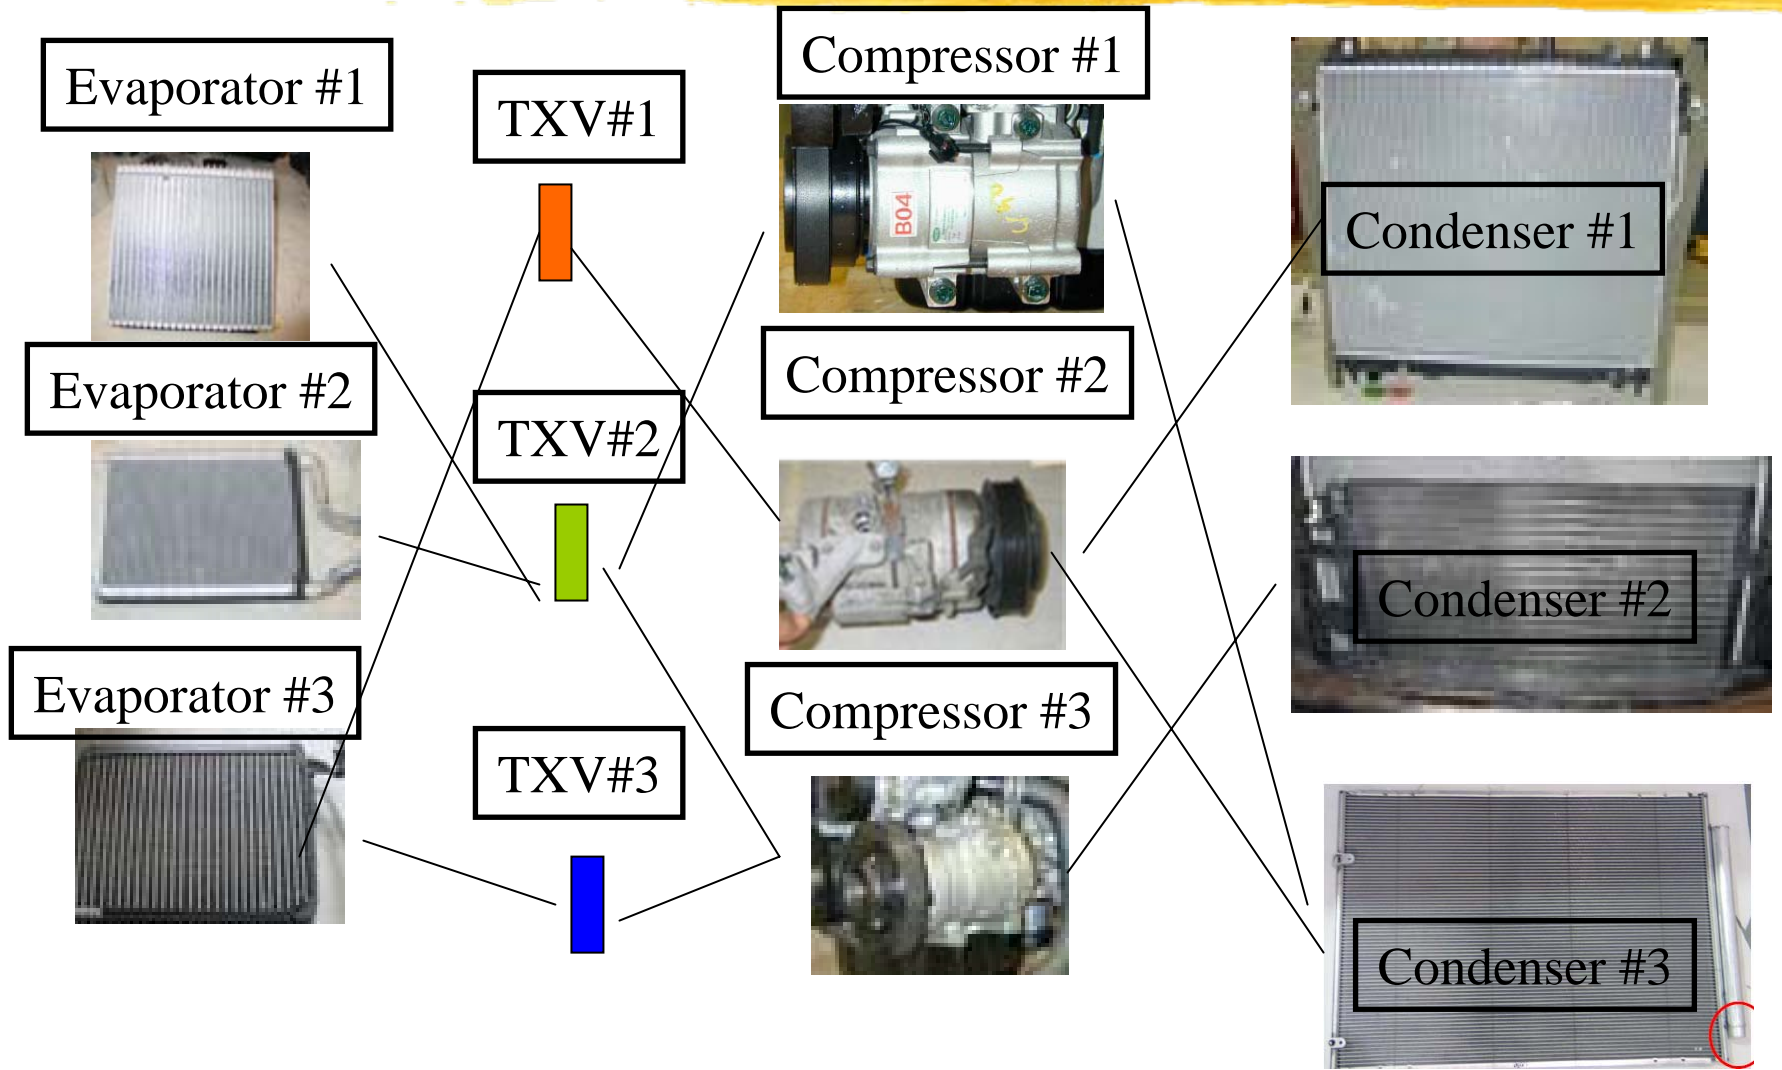 Evaporator #1
TXV#1
Compressor #1
B04
Condenser #1
Evaporator #2
TXV#2
Compressor #2
Condenser #2
Evaporator #3
TXV#3
Compressor #3
Condenser #3